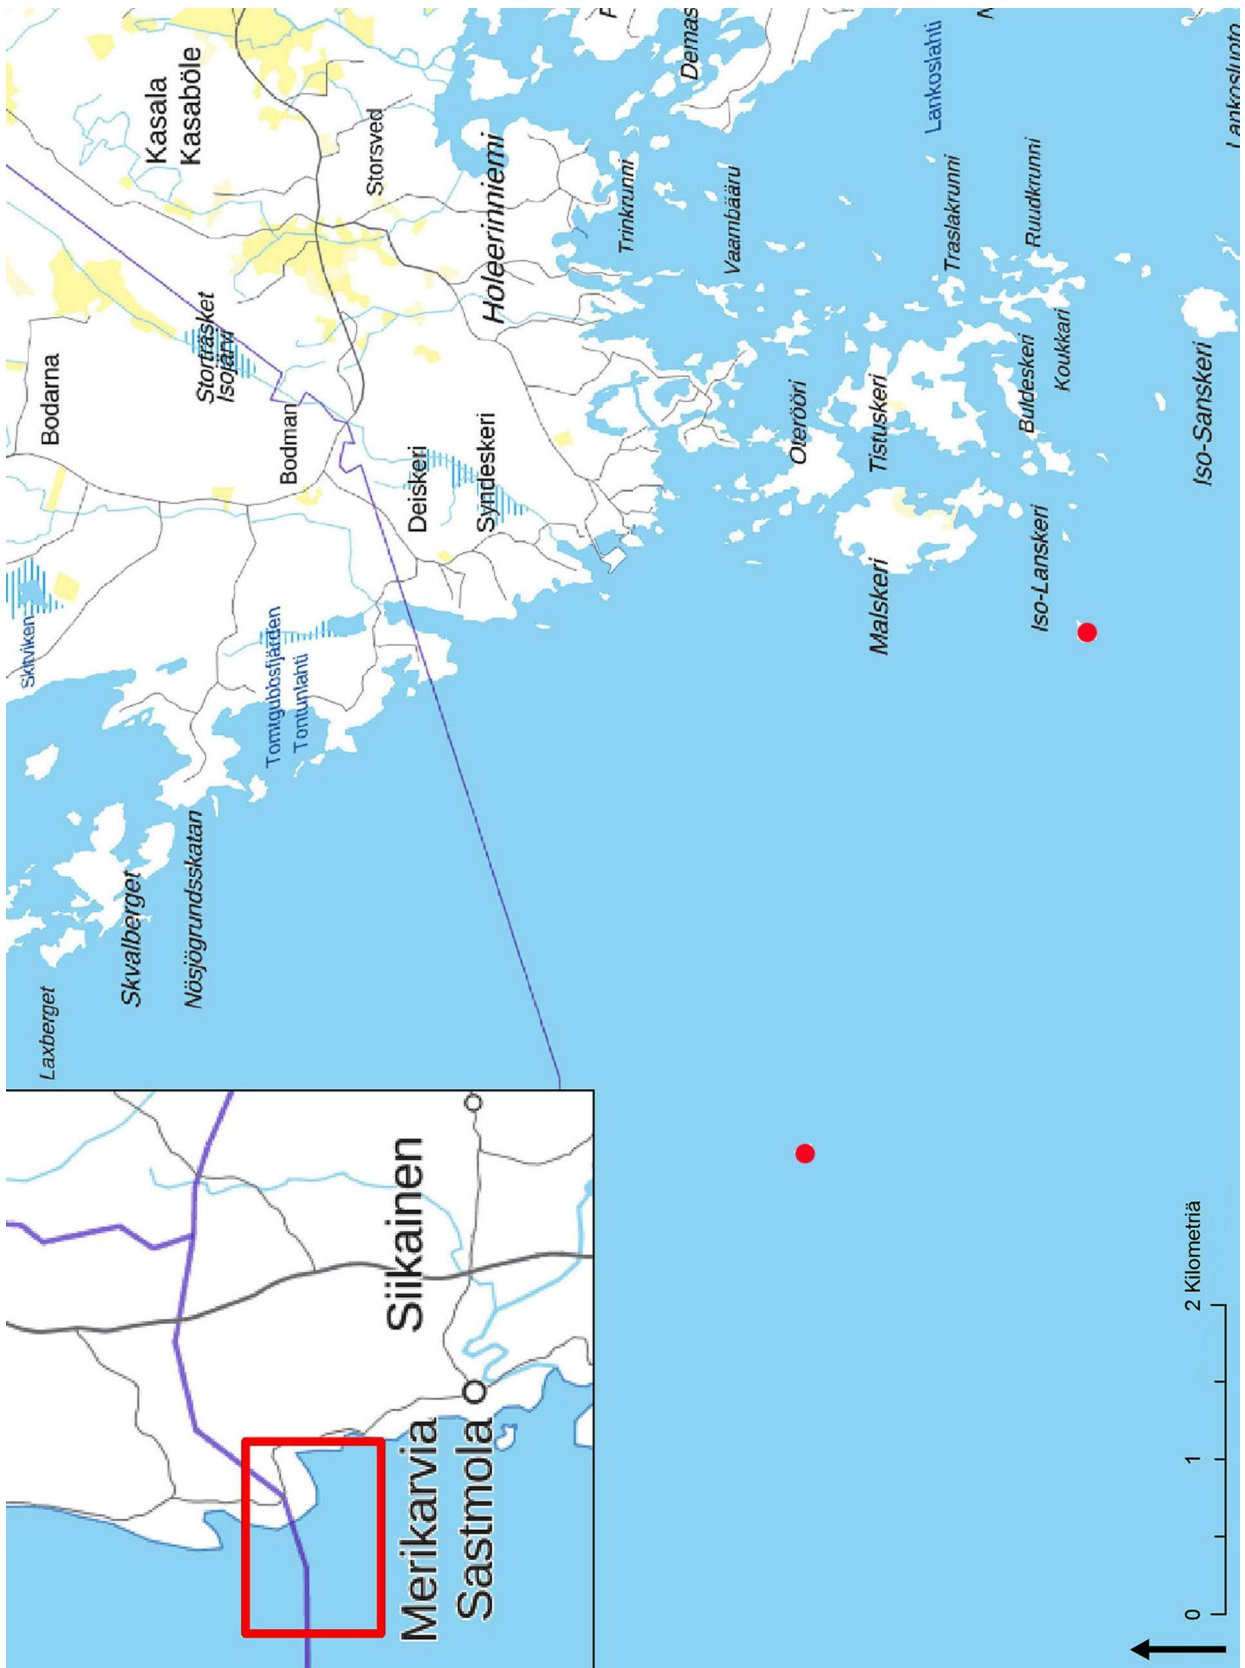 Kasala
Kasaböle
Storsved
Storträsket
Isojärvi
Bodarna
Bodman
Deiskeri
Syndeskeri
Holeerinniemi
Skitviken
Tomtgubbsfjärden
Tontunlahti
Skvalberget
Nösjögrundsskatan
Laxberget
Demas
Trinkrunni
Vaambääru
Lankoslahti
Traslakrunni
Ruudkrunni
Oterööri
Tistuskeri
Buldeskeri
Koukkari
Malskeri
Iso-Lanskeri
Iso-Sanskeri
Lankosluoto
Siikainen
Merikarvia
Sastmola
0 1 2 Kilometriä